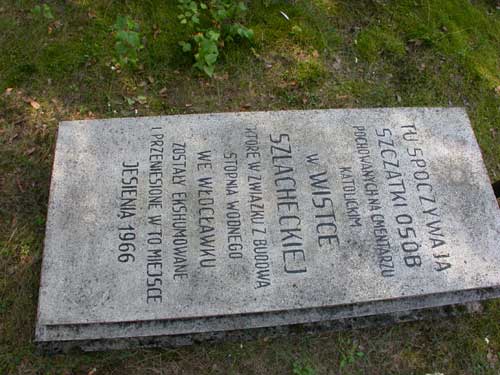 TU SPOCZYWAJĄ
SZCZĄTKI OSÓB
POCHOWANYCH NA CMENTARZU
KATOLICKIM
W WISTCE
SZLACHECKIEJ
KTÓRE W ZWIĄZKU Z BUDOWĄ
STOPNIA WODNEGO
WE WŁOCŁAWKU
ZOSTAŁY EKSHUMOWANE
I PRZENIESIONE W TO MIEJSCE
JESIENIĄ 1966